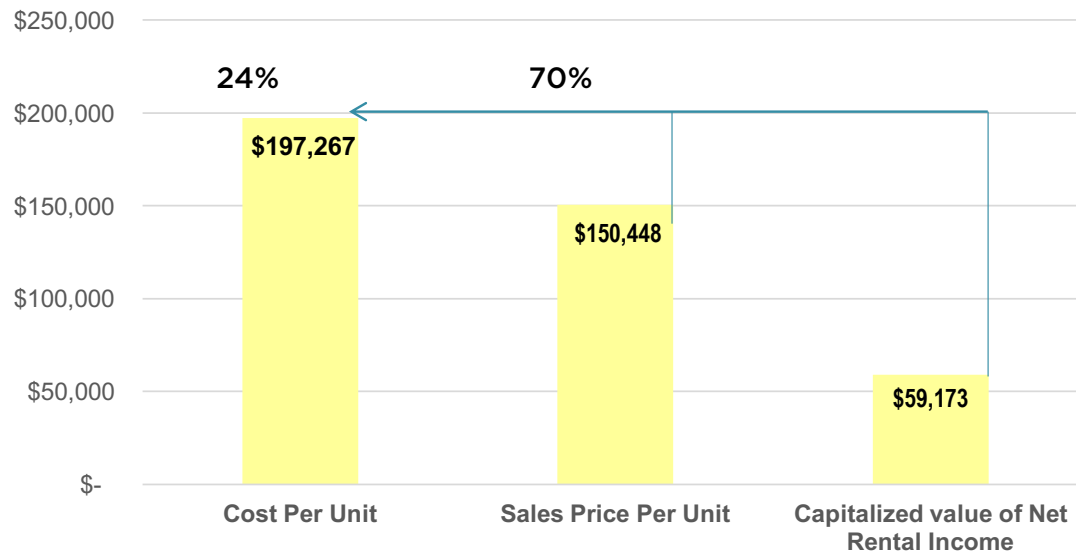 $250,000
24%
70%
$200,000
$197,267
$150,000
$150,448
$100,000
$50,000
$59,173
$-
Cost Per Unit
Sales Price Per Unit
Capitalized value of Net
Rental Income